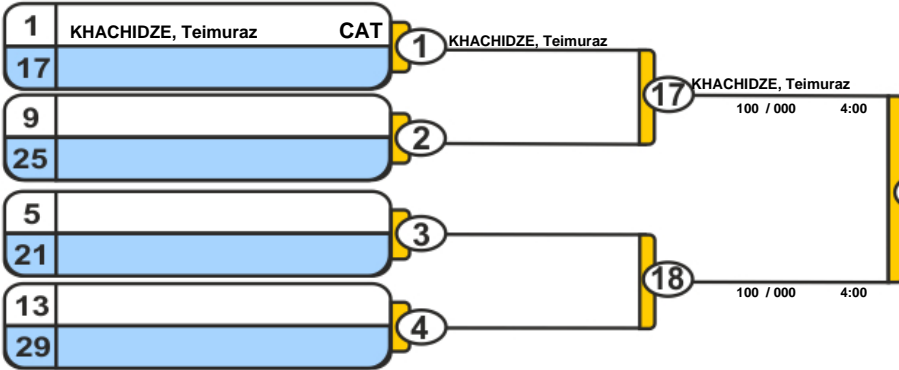 1 KHACHIDZE, Teimuraz CAT
17
1 KHACHIDZE, Teimuraz
9
25
2
17 KHACHIDZE, Teimuraz
100 / 000 4:00
5
21
3
13
29
4
18
100 / 000 4:00